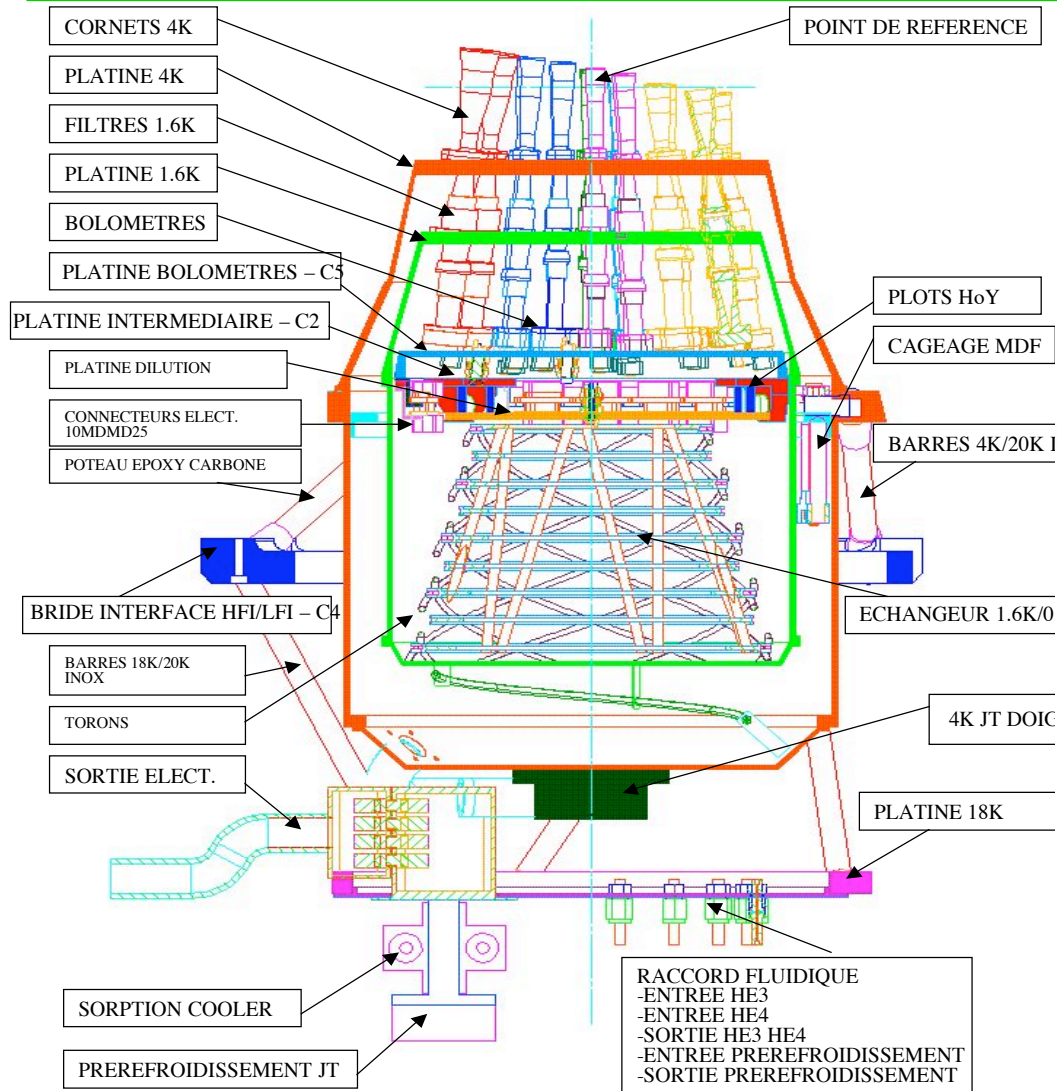 CORNETS 4K
POINT DE REFERENCE
PLATINE 4K
FILTRES 1.6K
PLATINE 1.6K
BOLOMETRES
PLATINE BOLOMETRES – C5
PLOTS HoY
PLATINE INTERMEDIAIRE – C2
CAGEAGE MDF
PLATINE DILUTION
CONNECTEURS ELECT.
10MDMD25
BARRES 4K/20K
POTEAU EPOXY CARBONE
BRIDE INTERFACE HFI/LFI – C4
ECHANGEUR 1.6K/0
BARRES 18K/20K
INOX
TORONS
4K JT DOIG
SORTIE ELECT.
PLATINE 18K
RACCORD FLUIDIQUE
-ENTREE HE3
-ENTREE HE4
-SORTIE HE3 HE4
-ENTREE PREREFROIDISSEMENT
-SORTIE PREREFROIDISSEMENT
SORPTION COOLER
PREREFROIDISSEMENT JT